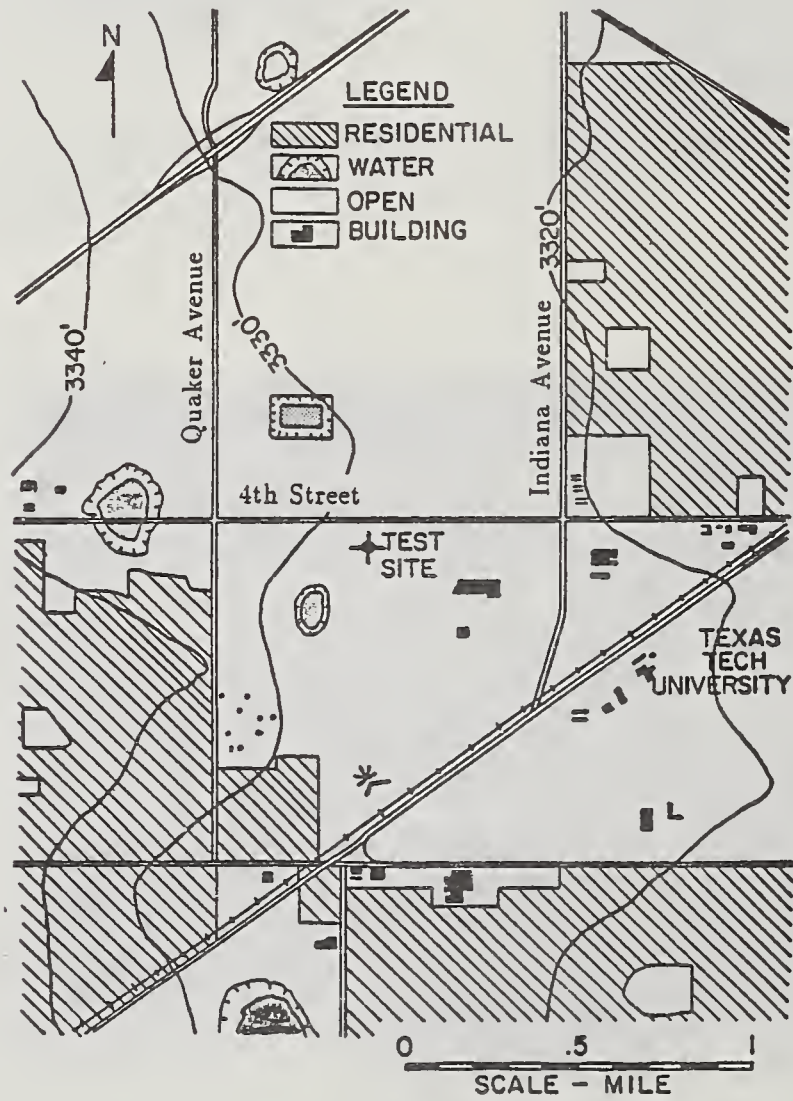 N
LEGEND
RESIDENTIAL
WATER
OPEN
BUILDING
3340'
Quaker Avenue
3330'
Indiana Avenue
3320'
4th Street
TEST
SITE
TEXAS
TECH
UNIVERSITY
0 .5 1
SCALE – MILE